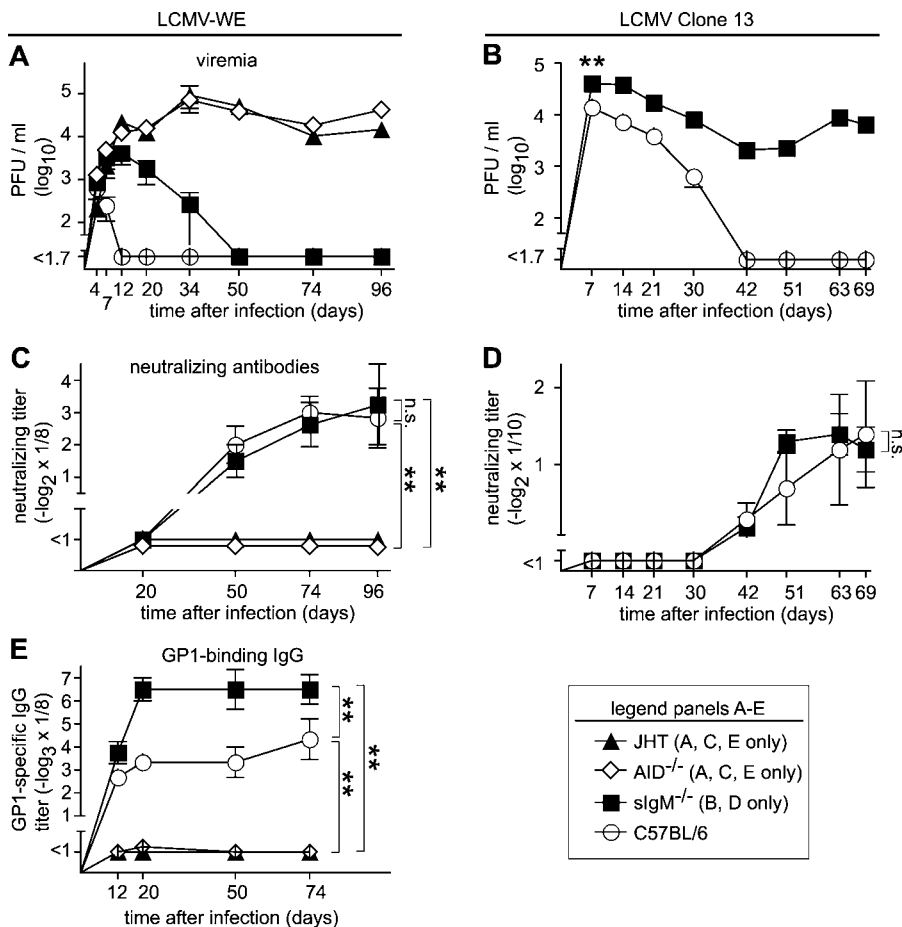 LCMV-WE
LCMV Clone 13
A
viremia
PFU / ml
(log10)
5
4
3
2
<1.7
4 7 12 20 34 50 74 96
time after infection (days)
B
**
PFU / ml
(log10)
5
4
3
2
<1.7
7 14 21 30 42 51 63 69
time after infection (days)
C
neutralizing antibodies
neutralizing titer
(-log2 x 1/8)
4
3
2
1
<1
n.s.
**
**
20 50 74 96
time after infection (days)
D
neutralizing titer
(-log2 x 1/10)
2
1
<1
n.s.
7 14 21 30 42 51 63 69
time after infection (days)
E
GP1-binding IgG
GP1-specific IgG
titer (-log3 x 1/8)
7
6
5
4
3
2
1
<1
**
**
**
12 20 50 74
time after infection (days)
legend panels A-E
JHT (A, C, E only)
AID-/- (A, C, E only)
sIgM-/- (B, D only)
C57BL/6